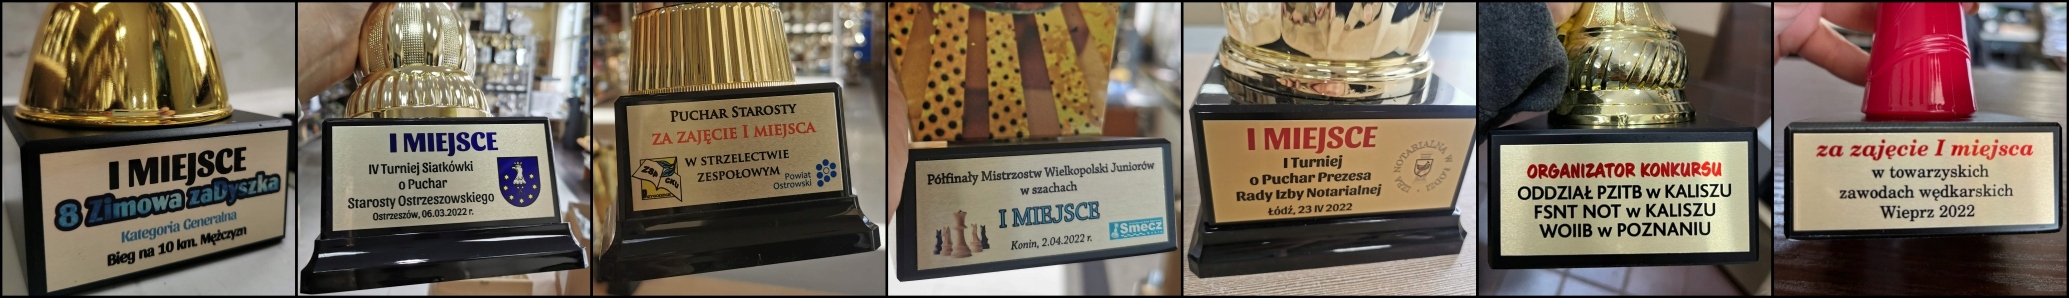 I MIEJSCE
8 Zimowa zaDyszka
Kategoria Generalna
Bieg na 10 km. Mężczyzn
I MIEJSCE
IV Turniej Siatkówki
o Puchar
Starosty Ostrzeszowskiego
Ostrzeszów, 06.03.2022 r.
PUCHAR STAROSTY
ZA ZAJĘCIE I MIEJSCA
W STRZELECTWIE
ZESPOŁOWYM
Powiat
Ostrowski
Półfinały Mistrzostw Wielkopolski Juniorów
w szachach
I MIEJSCE
Smecz
Konin, 2.04.2022 r.
I MIEJSCE
I Turniej
o Puchar Prezesa
Rady Izby Notarialnej
Łódź, 23 IV 2022
IZBA NOTARIALNA W ŁODZI
ORGANIZATOR KONKURSU
ODDZIAŁ PZITB w KALISZU
FSNT NOT w KALISZU
WOIIB w POZNANIU
za zajęcie I miejsca
w towarzyskich
zawodach wędkarskich
Wieprz 2022